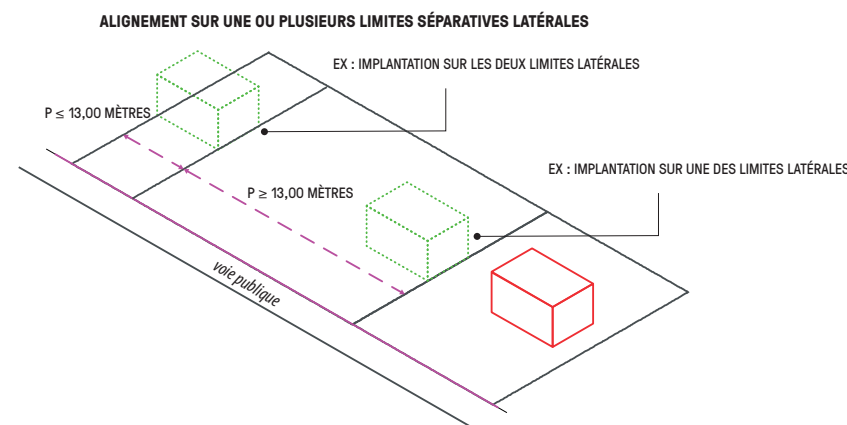 ALIGNEMENT SUR UNE OU PLUSIEURS LIMITES SÉPARATIVES LATÉRALES
EX : IMPLANTATION SUR LES DEUX LIMITES LATÉRALES
P ≤ 13,00 MÈTRES
EX : IMPLANTATION SUR UNE DES LIMITES LATÉRALES
P ≥ 13,00 MÈTRES
voie publique